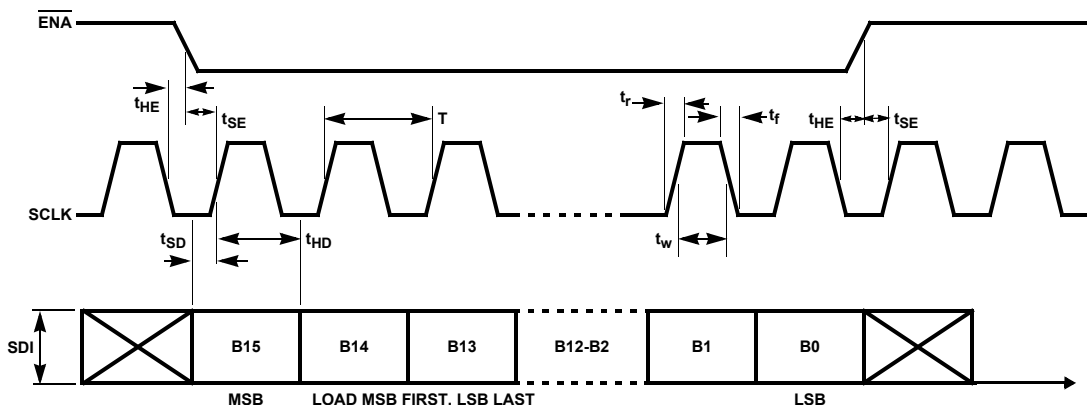 ENA
tHE
tSE
T
tr
tf
tHE
tSE
SCLK
tSD
tHD
tw
SDI
B15
B14
B13
B12-B2
B1
B0
MSB
LOAD MSB FIRST, LSB LAST
LSB